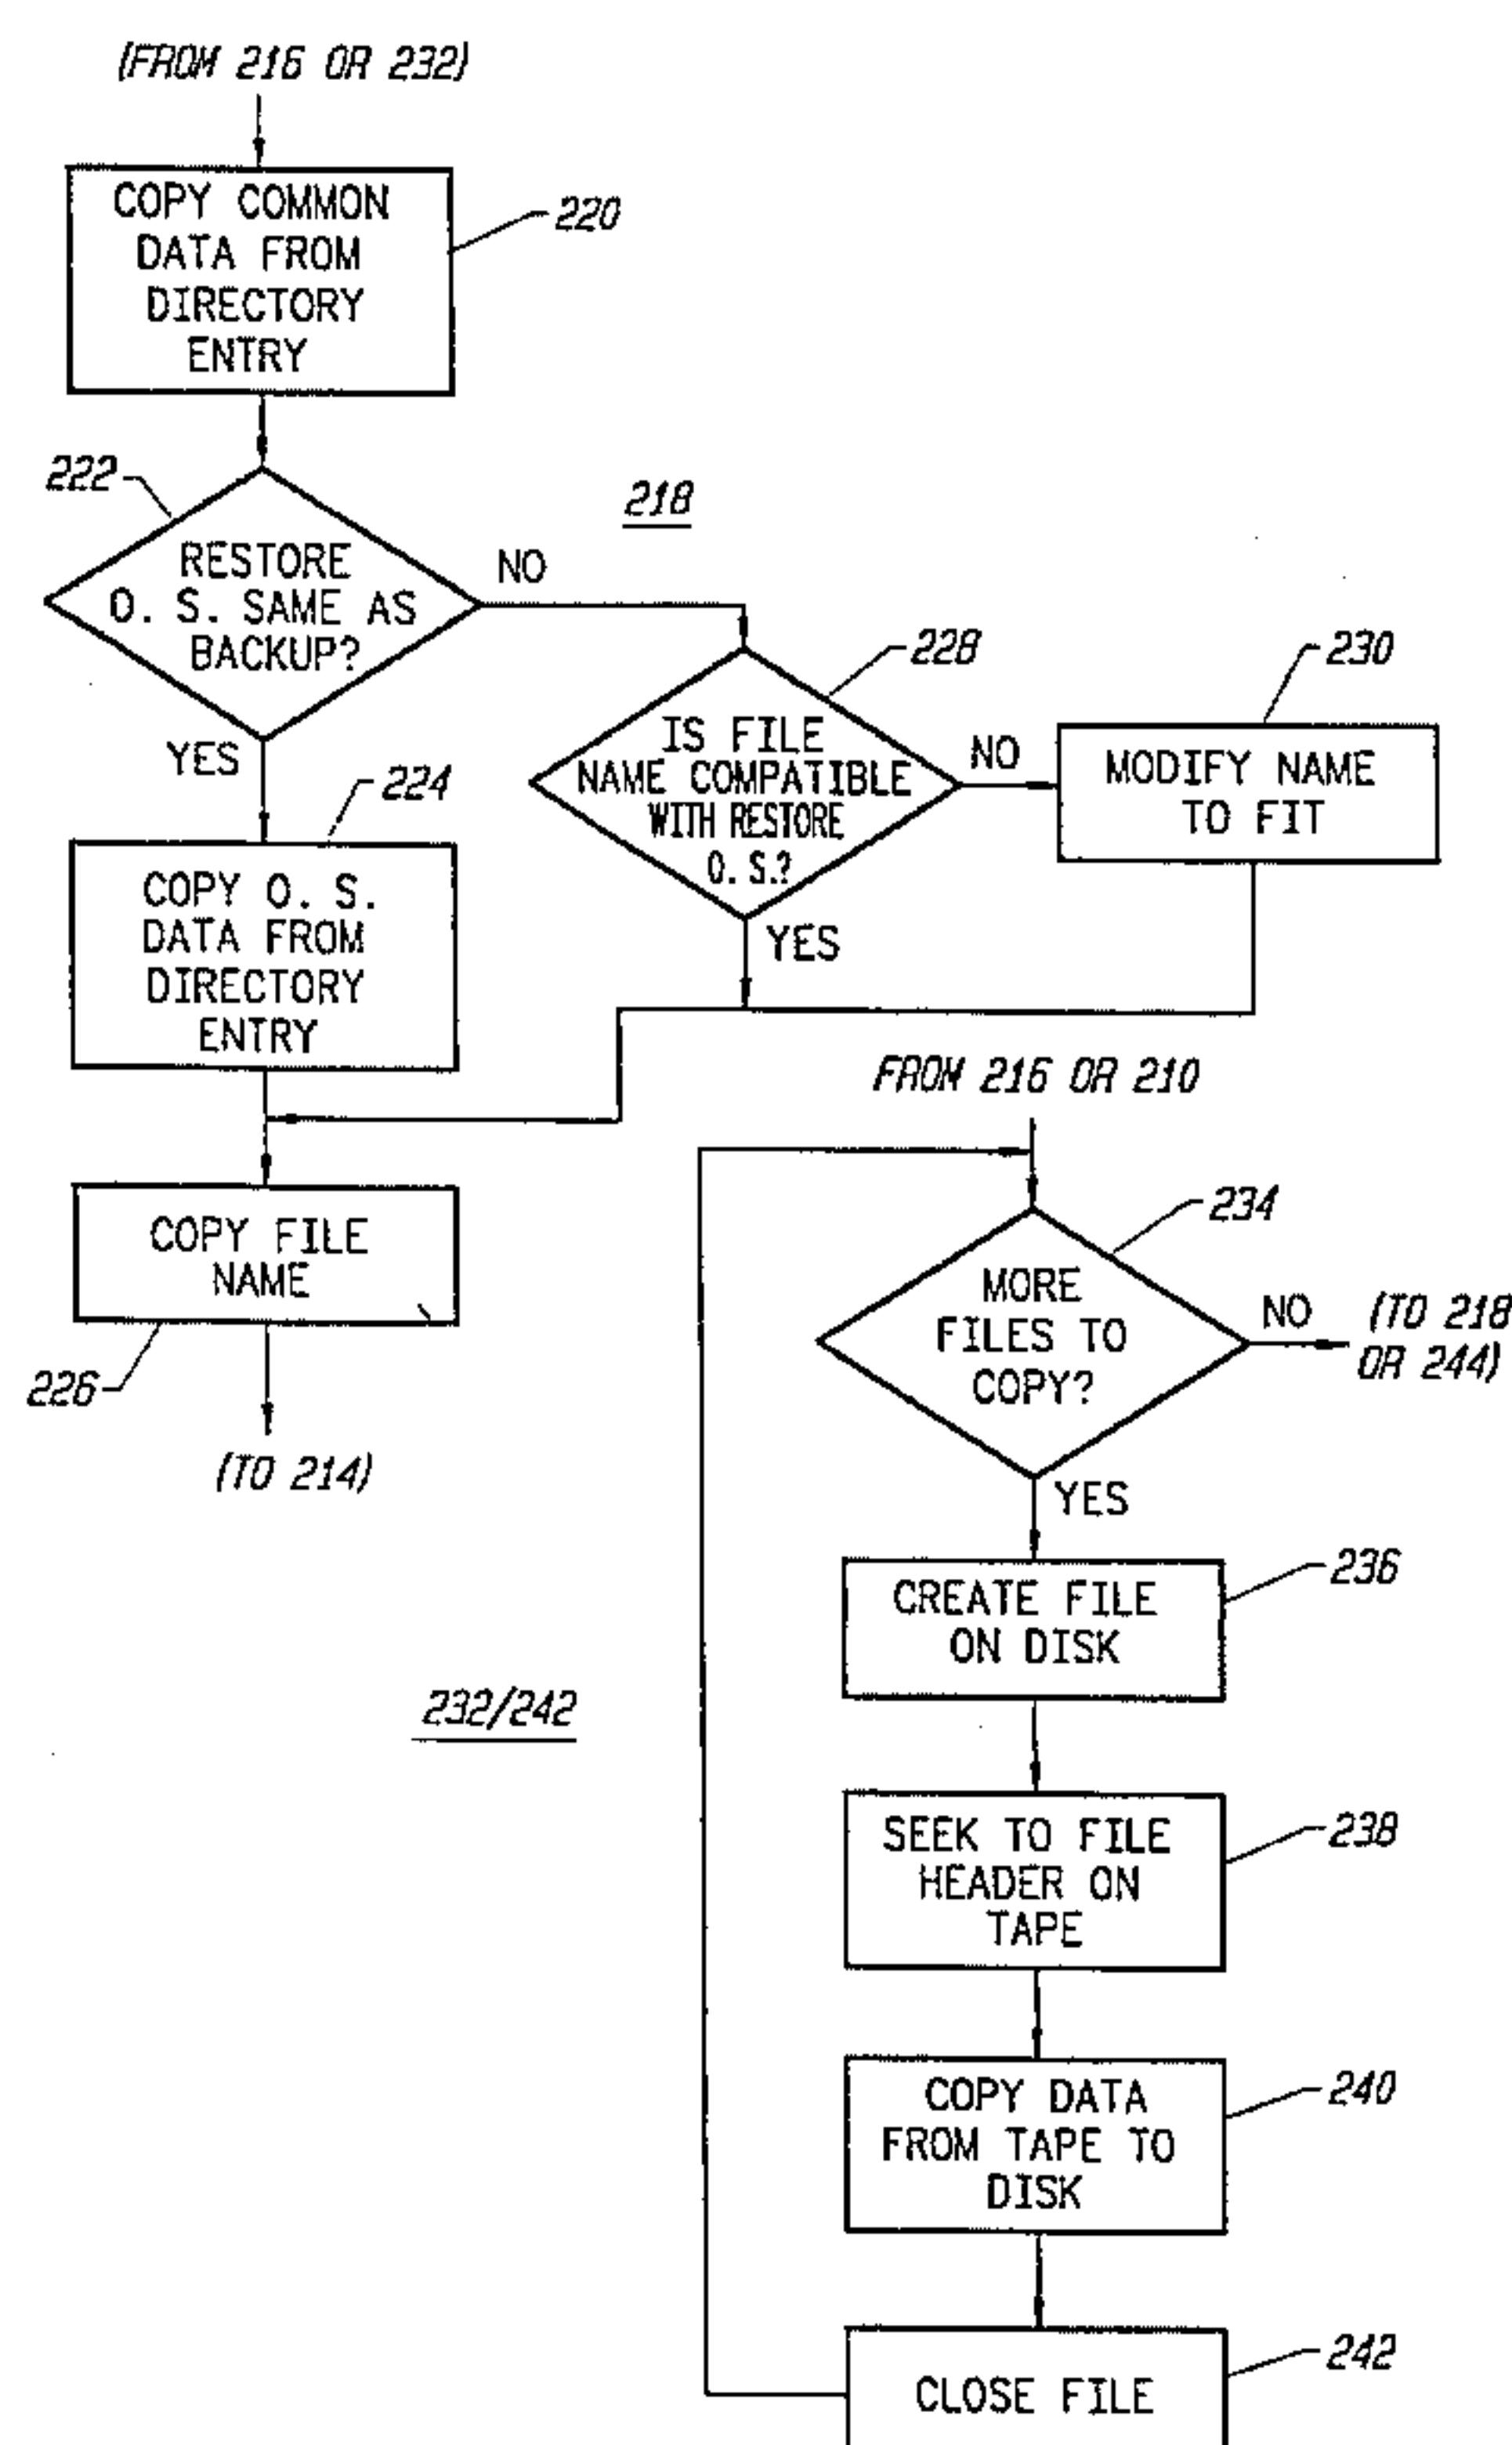 (FROM 216 OR 232)
COPY COMMON
DATA FROM
DIRECTORY
ENTRY
220
222
RESTORE
O. S. SAME AS
BACKUP?
NO
218
YES
224
COPY O. S.
DATA FROM
DIRECTORY
ENTRY
228
IS FILE
NAME COMPATIBLE
WITH RESTORE
O. S.?
NO
YES
230
MODIFY NAME
TO FIT
COPY FILE
NAME
226
(TO 214)
FROM 216 OR 210
234
MORE
FILES TO
COPY?
NO
(TO 218
OR 244)
YES
236
CREATE FILE
ON DISK
232/242
238
SEEK TO FILE
HEADER ON
TAPE
240
COPY DATA
FROM TAPE TO
DISK
242
CLOSE FILE